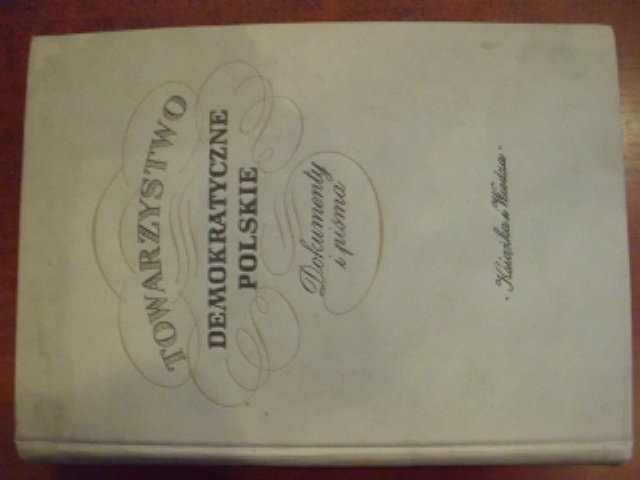 TOWARZYSTWO
DEMOKRATYCZNE
POLSKIE
Dokumenty
i pisma
· Książka i Wiedza ·